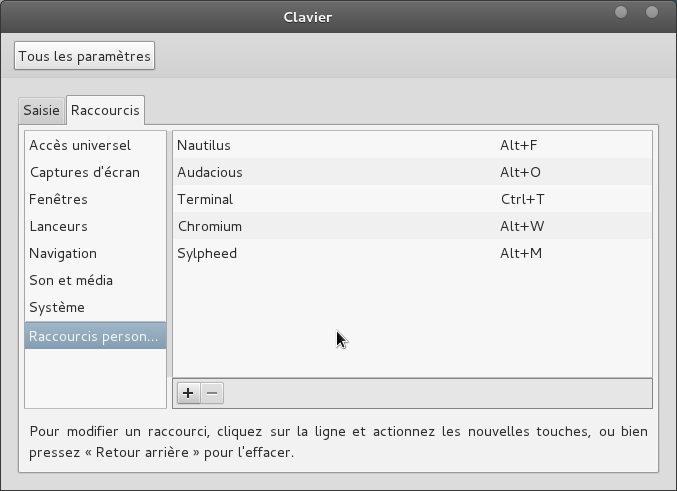 Clavier
Tous les paramètres
Saisie Raccourcis
Accès universel
Captures d'écran
Fenêtres
Lanceurs
Navigation
Son et média
Système
Raccourcis person...
Nautilus Alt+F
Audacious Alt+O
Terminal Ctrl+T
Chromium Alt+W
Sylpheed Alt+M
Pour modifier un raccourci, cliquez sur la ligne et actionnez les nouvelles touches, ou bien
pressez « Retour arrière » pour l'effacer.